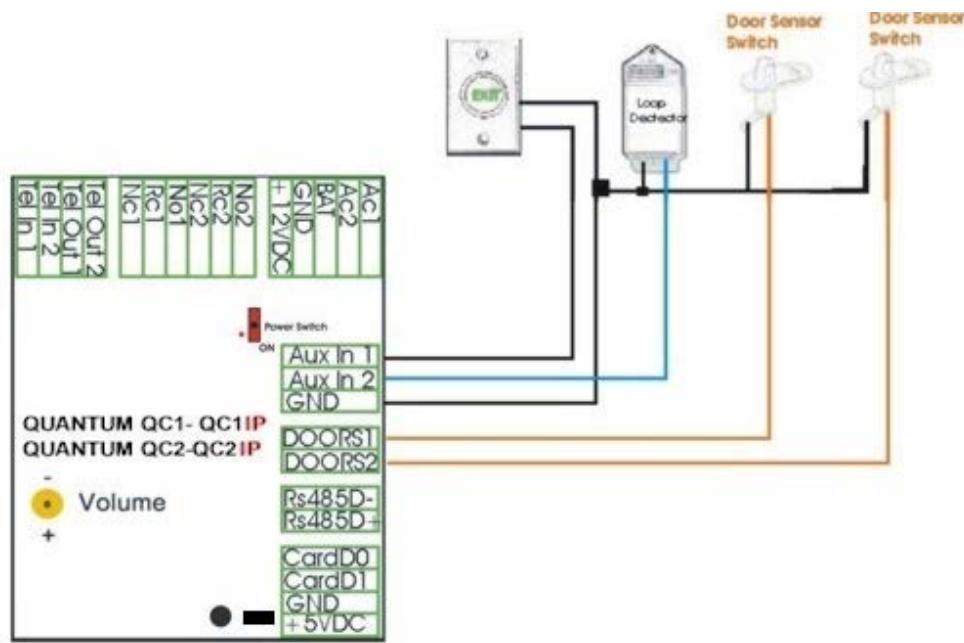 Door Sensor
Switch
Door Sensor
Switch
EXIT
Loop
Dectector
Tel In 1
Tel In 2
Tel Out 1
Tel Out 2
Nc1
Rc1
No1
Nc2
Rc2
No2
+12VDC
GND
BAT
Ac2
Ac1
Power Switch
ON
Aux In 1
Aux In 2
GND
QUANTUM QC1- QC1IP
QUANTUM QC2-QC2IP
DOORS1
DOORS2
-
Volume
+
Rs485D-
Rs485D+
CardD0
CardD1
GND
+5VDC